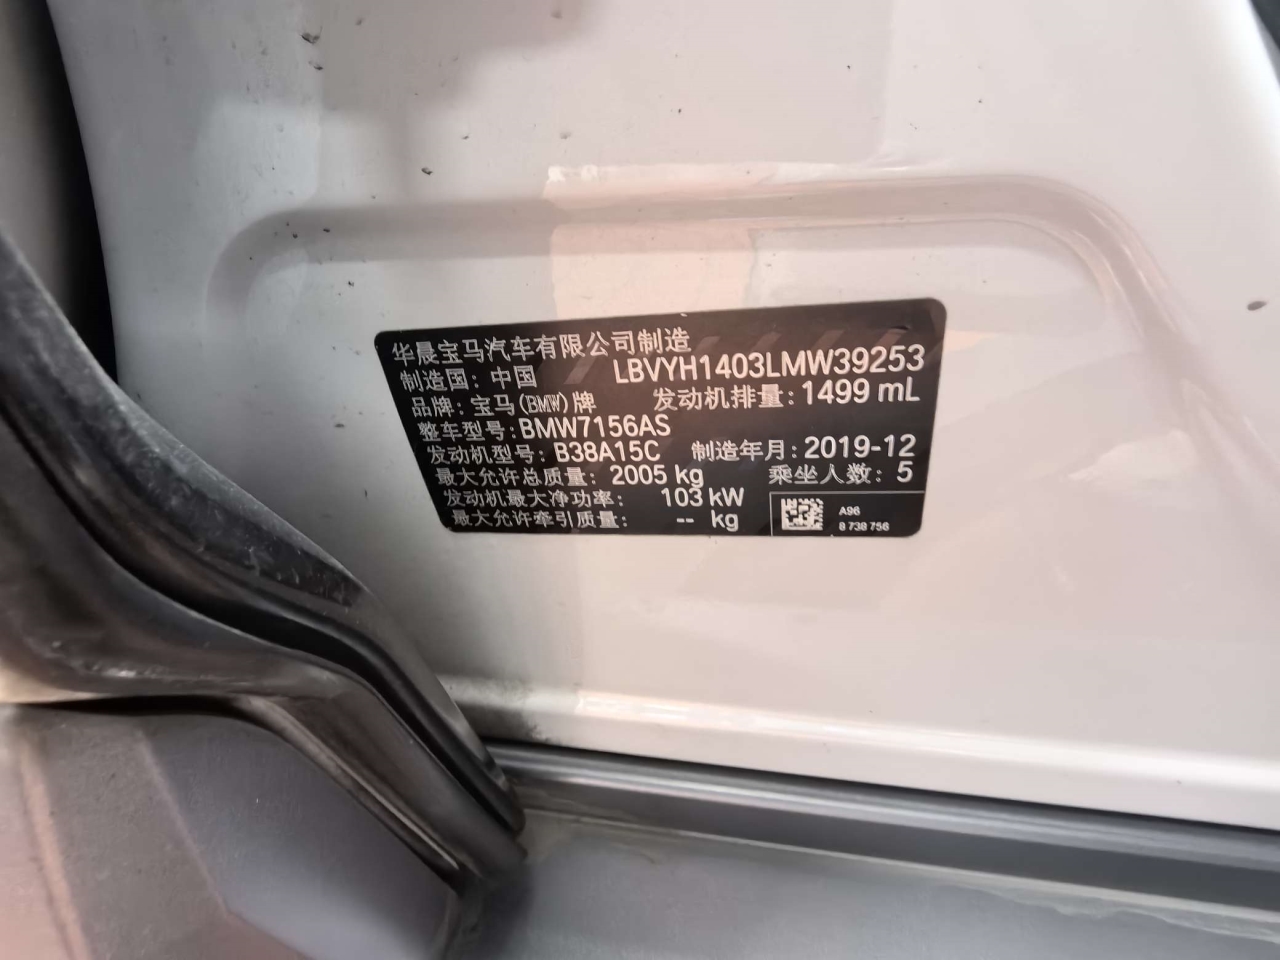 华晨宝马汽车有限公司制造
制造国: 中国 LBVYH1403LMW39253
品牌: 宝马(BMW)牌 发动机排量: 1499 mL
整车型号: BMW7156AS
发动机型号: B38A15C 制造年月: 2019-12
最大允许总质量: 2005 kg 乘坐人数: 5
发动机最大净功率: 103 kW
最大允许牵引质量: -- kg
A96
8 738 756